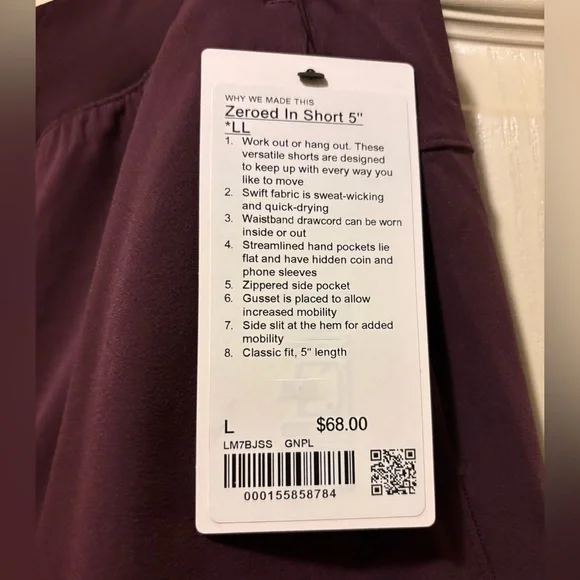 WHY WE MADE THIS
Zeroed In Short 5"
*LL
1. Work out or hang out. These
versatile shorts are designed
to keep up with every way you
like to move
2. Swift fabric is sweat-wicking
and quick-drying
3. Waistband drawcord can be worn
inside or out
4. Streamlined hand pockets lie
flat and have hidden coin and
phone sleeves
5. Zippered side pocket
6. Gusset is placed to allow
increased mobility
7. Side slit at the hem for added
mobility
8. Classic fit, 5" length
L $68.00
LM7BJSS GNPL
000155858784